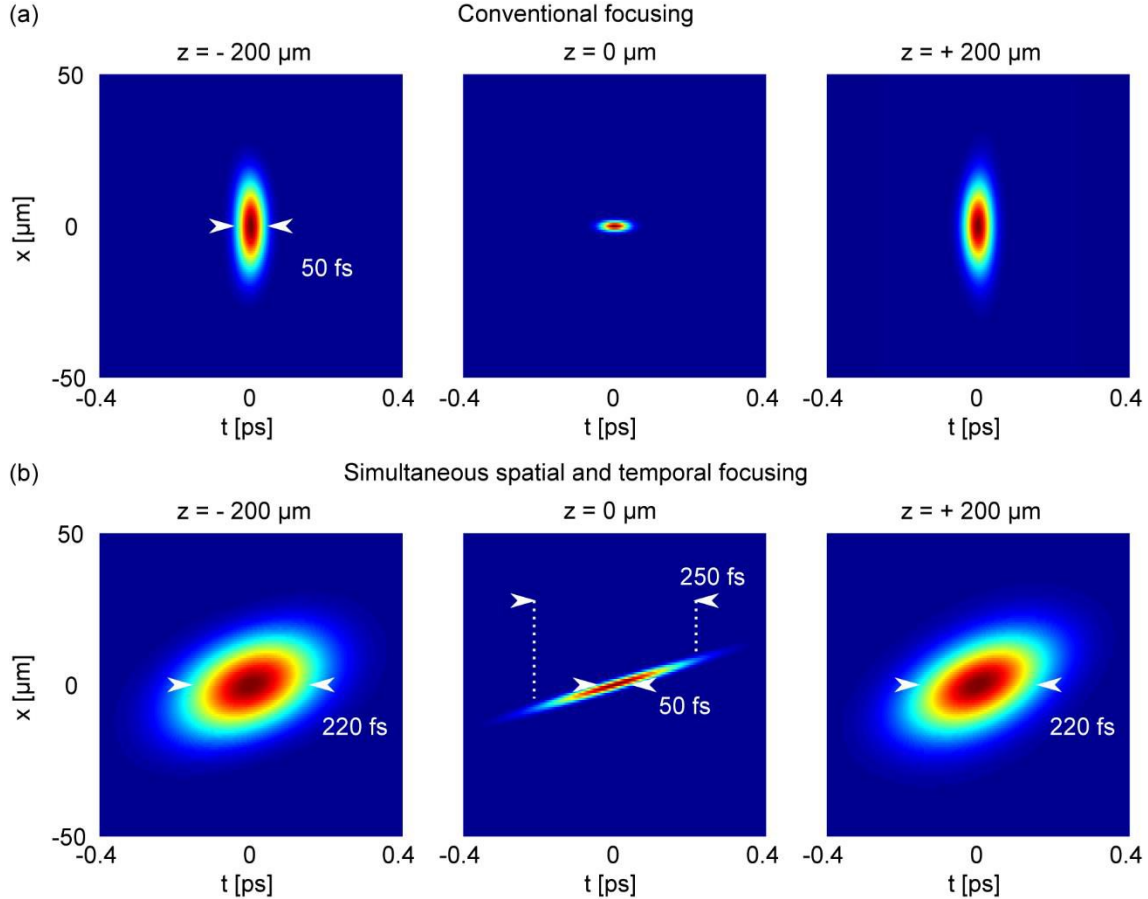 (a) Conventional focusing
z = - 200 µm z = 0 µm z = + 200 µm
50
x [µm] 0
50 fs
-50
-0.4 0 0.4 -0.4 0 0.4 -0.4 0 0.4
t [ps] t [ps] t [ps]
(b) Simultaneous spatial and temporal focusing
z = - 200 µm z = 0 µm z = + 200 µm
50
250 fs
x [µm] 0
50 fs
220 fs 220 fs
-50
-0.4 0 0.4 -0.4 0 0.4 -0.4 0 0.4
t [ps] t [ps] t [ps]